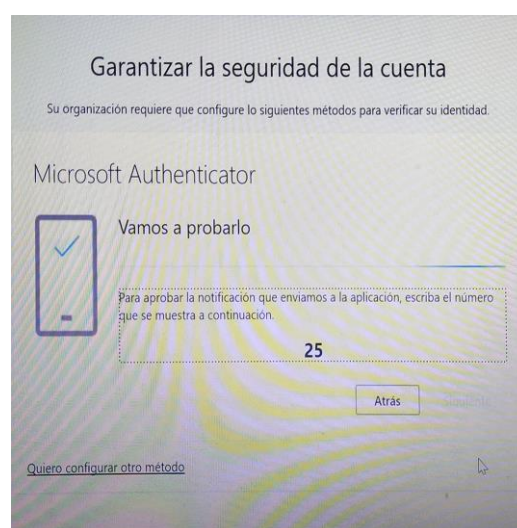 Garantizar la seguridad de la cuenta
Su organización requiere que configure lo siguientes métodos para verificar su identidad.
Microsoft Authenticator
Vamos a probarlo
Para aprobar la notificación que enviamos a la aplicación, escriba el número
que se muestra a continuación.
25
Atrás
Siguiente
Quiero configurar otro método